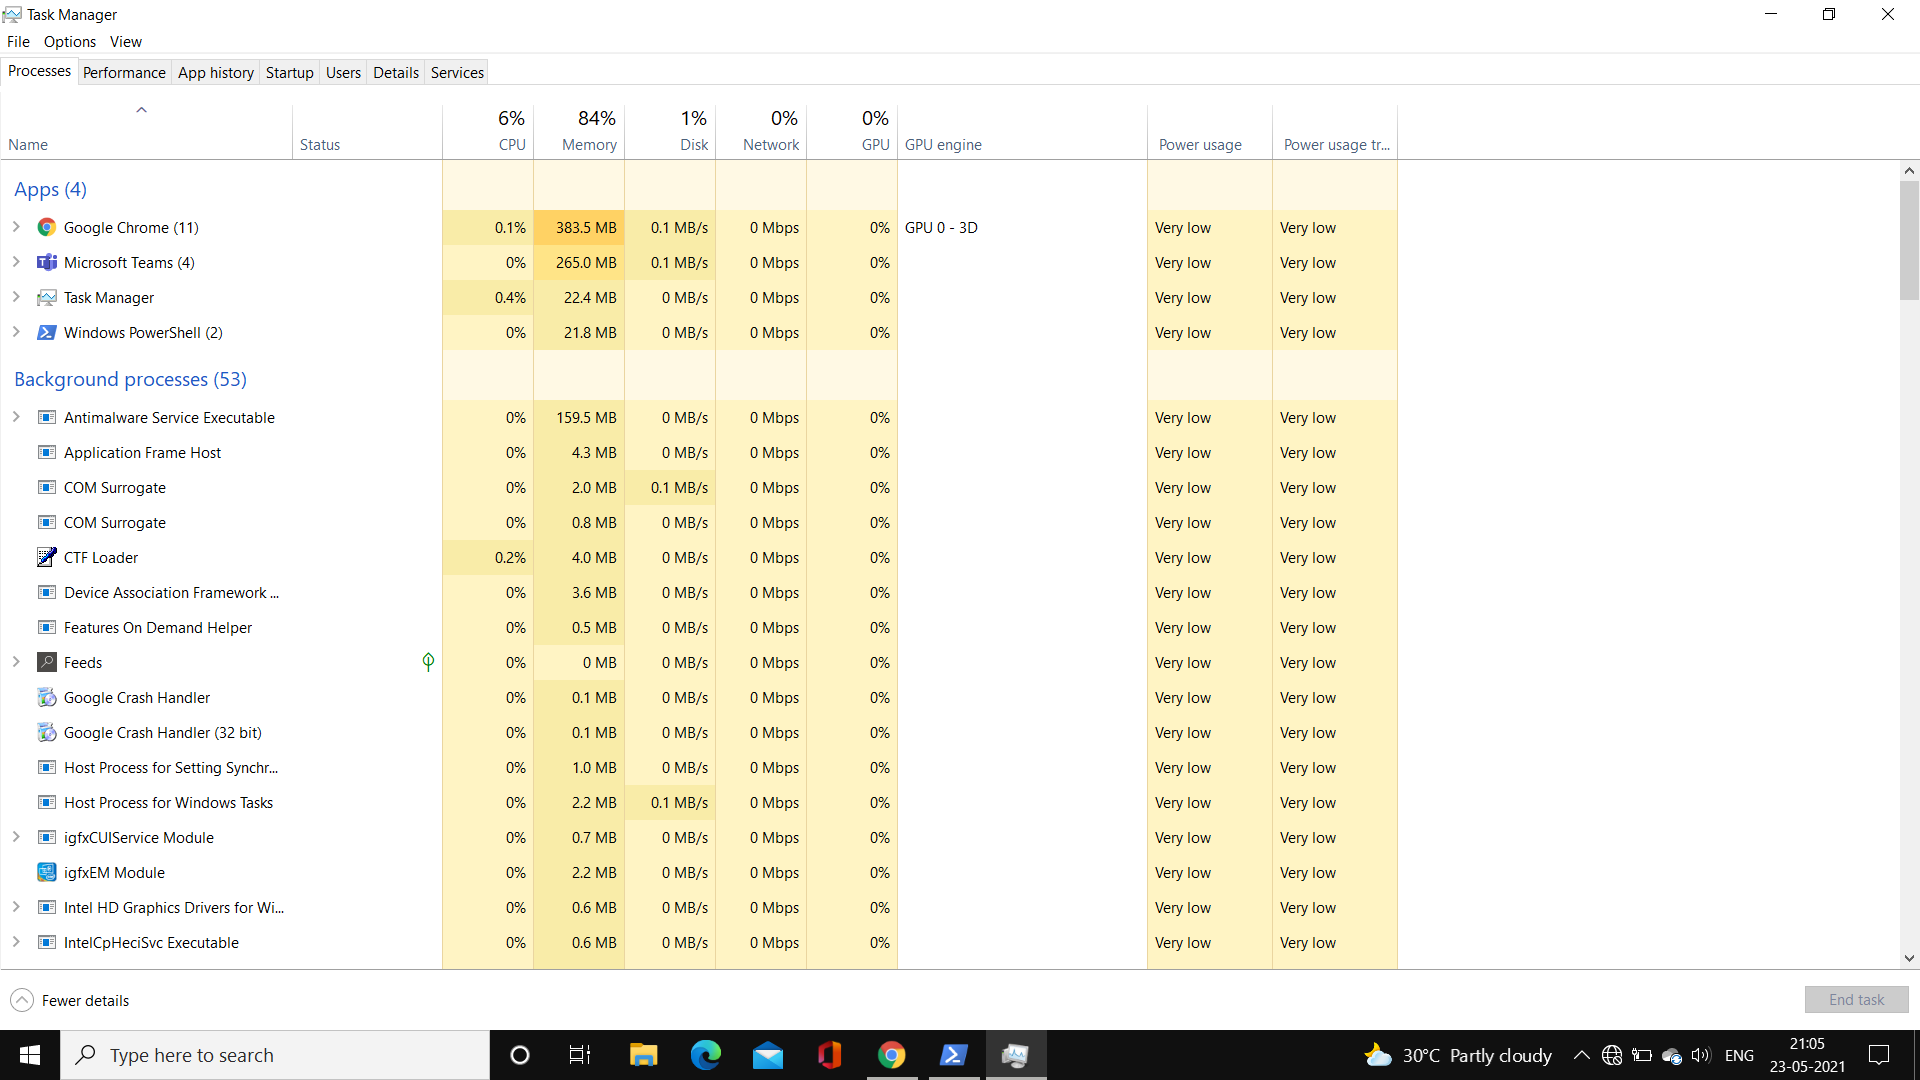 Task Manager
File Options View
Processes Performance App history Startup Users Details Services
6% 84% 1% 0% 0%
Name Status CPU Memory Disk Network GPU GPU engine Power usage Power usage tr...
Apps (4)
Google Chrome (11) 0.1% 383.5 MB 0.1 MB/s 0 Mbps 0% GPU 0 - 3D Very low Very low
Microsoft Teams (4) 0% 265.0 MB 0.1 MB/s 0 Mbps 0% Very low Very low
Task Manager 0.4% 22.4 MB 0 MB/s 0 Mbps 0% Very low Very low
Windows PowerShell (2) 0% 21.8 MB 0 MB/s 0 Mbps 0% Very low Very low
Background processes (53)
Antimalware Service Executable 0% 159.5 MB 0 MB/s 0 Mbps 0% Very low Very low
Application Frame Host 0% 4.3 MB 0 MB/s 0 Mbps 0% Very low Very low
COM Surrogate 0% 2.0 MB 0.1 MB/s 0 Mbps 0% Very low Very low
COM Surrogate 0% 0.8 MB 0 MB/s 0 Mbps 0% Very low Very low
CTF Loader 0.2% 4.0 MB 0 MB/s 0 Mbps 0% Very low Very low
Device Association Framework ... 0% 3.6 MB 0 MB/s 0 Mbps 0% Very low Very low
Features On Demand Helper 0% 0.5 MB 0 MB/s 0 Mbps 0% Very low Very low
Feeds 0% 0 MB 0 MB/s 0 Mbps 0% Very low Very low
Google Crash Handler 0% 0.1 MB 0 MB/s 0 Mbps 0% Very low Very low
Google Crash Handler (32 bit) 0% 0.1 MB 0 MB/s 0 Mbps 0% Very low Very low
Host Process for Setting Synchr... 0% 1.0 MB 0 MB/s 0 Mbps 0% Very low Very low
Host Process for Windows Tasks 0% 2.2 MB 0.1 MB/s 0 Mbps 0% Very low Very low
igfxCUIService Module 0% 0.7 MB 0 MB/s 0 Mbps 0% Very low Very low
igfxEM Module 0% 2.2 MB 0 MB/s 0 Mbps 0% Very low Very low
Intel HD Graphics Drivers for Wi... 0% 0.6 MB 0 MB/s 0 Mbps 0% Very low Very low
IntelCpHeciSvc Executable 0% 0.6 MB 0 MB/s 0 Mbps 0% Very low Very low
Fewer details End task
Type here to search 30°C Partly cloudy ENG 21:05
23-05-2021